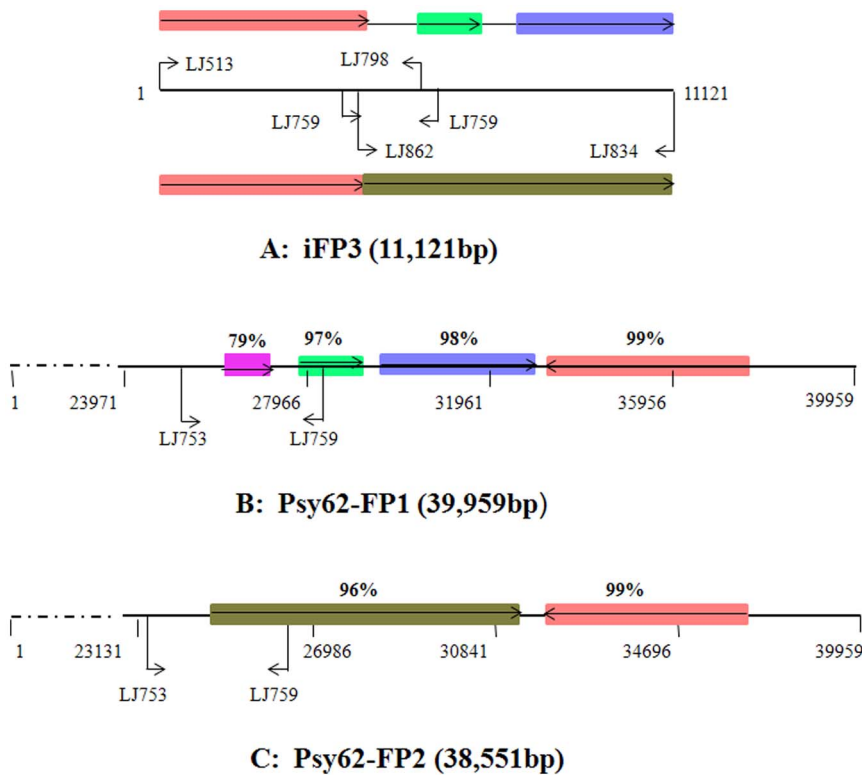 LJ513
LJ798
1
11121
LJ759
LJ759
LJ862
LJ834
A: iFP3 (11,121bp)
79%
97%
98%
99%
1
23971
27966
31961
35956
39959
LJ753
LJ759
B: Psy62-FP1 (39,959bp)
96%
99%
1
23131
26986
30841
34696
39959
LJ753
LJ759
C: Psy62-FP2 (38,551bp)